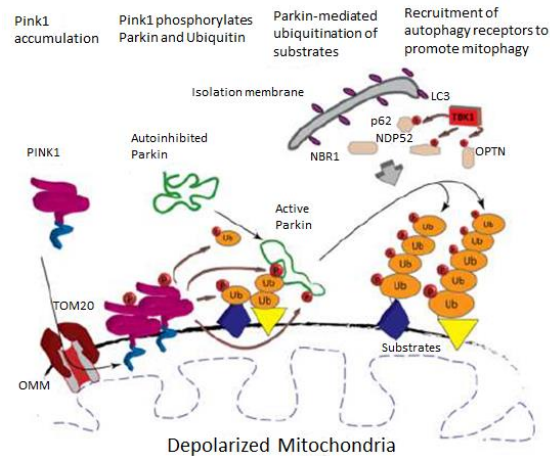 Pink1
accumulation
Pink1 phosphorylates
Parkin and Ubiquitin
Parkin-mediated
ubiquitination of
substrates
Recruitment of
autophagy receptors to
promote mitophagy
Isolation membrane
LC3
p62
TBK1
NDP52
NBR1
OPTN
PINK1
Autoinhibited
Parkin
Active
Parkin
TOM20
OMM
P
P
P
Ub
P
P
Ub
Ub
Ub
P
Ub
P
Ub
P
Ub
P
Ub
P
Ub
P
Ub
P
Ub
P
Ub
P
Ub
P
P
P
Substrates
Depolarized Mitochondria